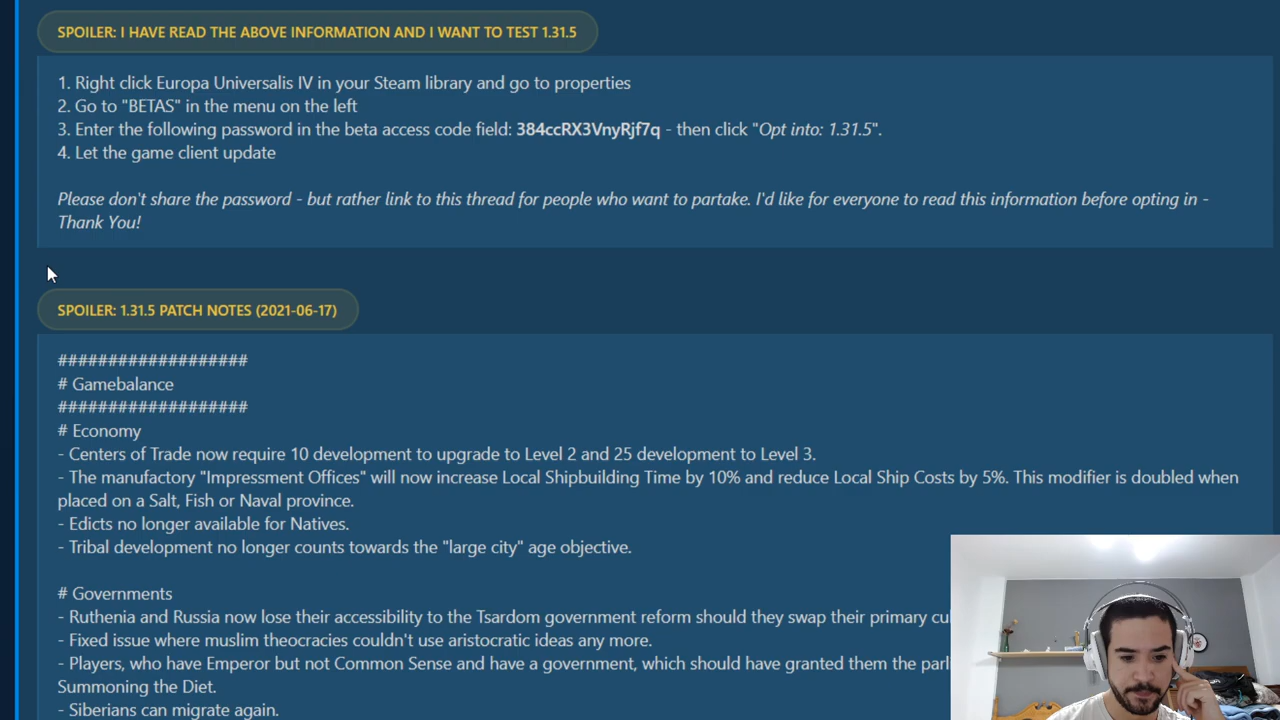 SPOILER: I HAVE READ THE ABOVE INFORMATION AND I WANT TO TEST 1.31.5
1. Right click Europa Universalis IV in your Steam library and go to properties
2. Go to "BETAS" in the menu on the left
3. Enter the following password in the beta access code field: 384ccRX3VnyRjf7q - then click "Opt into: 1.31.5".
4. Let the game client update
Please don't share the password - but rather link to this thread for people who want to partake. I'd like for everyone to read this information before opting in -
Thank You!
SPOILER: 1.31.5 PATCH NOTES (2021-06-17)
###################
# Gamebalance
###################
# Economy
- Centers of Trade now require 10 development to upgrade to Level 2 and 25 development to Level 3.
- The manufactory "Impressment Offices" will now increase Local Shipbuilding Time by 10% and reduce Local Ship Costs by 5%. This modifier is doubled when
placed on a Salt, Fish or Naval province.
- Edicts no longer available for Natives.
- Tribal development no longer counts towards the "large city" age objective.
# Governments
- Ruthenia and Russia now lose their accessibility to the Tsardom government reform should they swap their primary
- Fixed issue where muslim theocracies couldn't use aristocratic ideas any more.
- Players, who have Emperor but not Common Sense and have a government, which should have granted them the
Summoning the Diet.
- Siberians can migrate again.